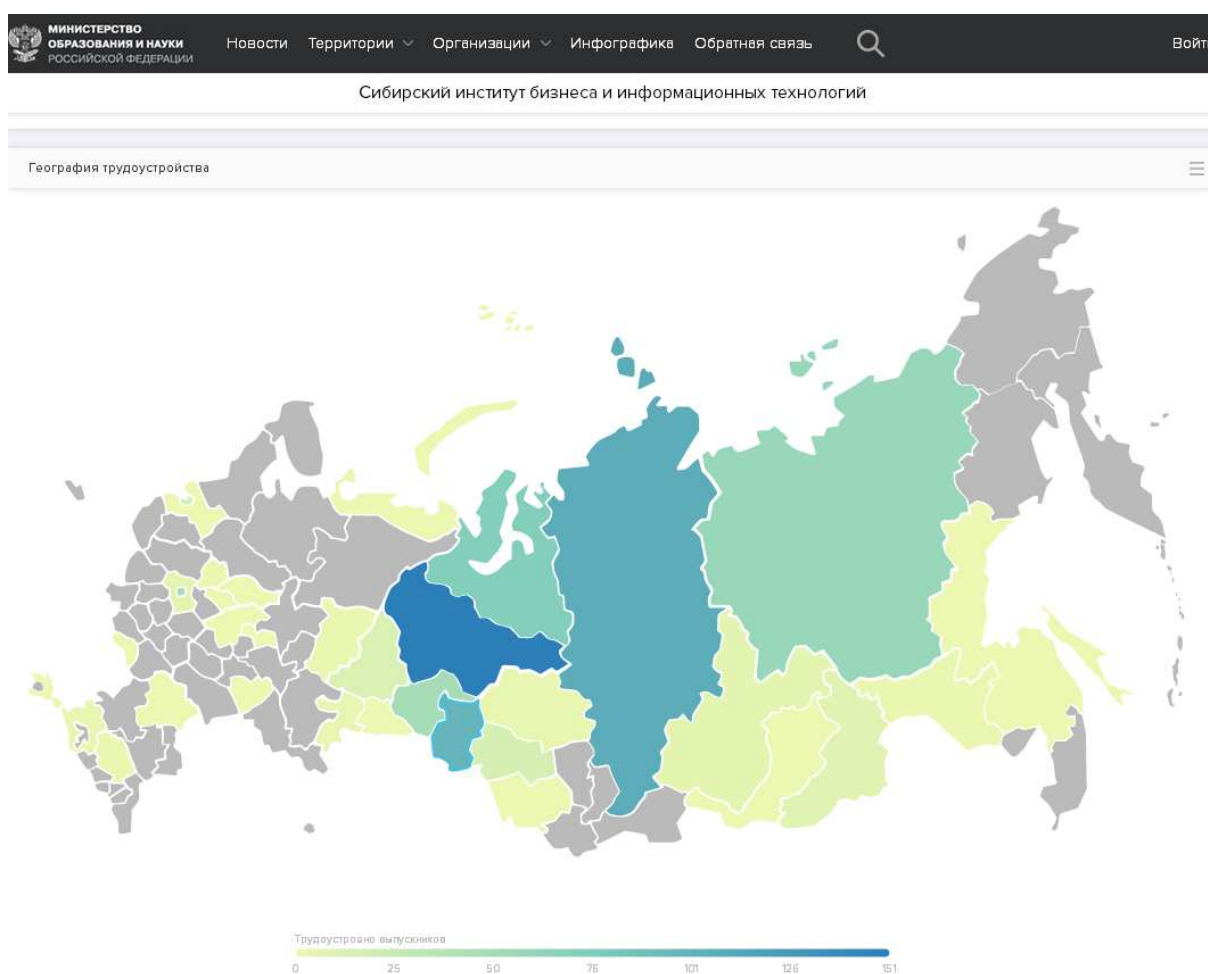 МИНИСТЕРСТВО
ОБРАЗОВАНИЯ И НАУКИ
РОССИЙСКОЙ ФЕДЕРАЦИИ
Новости Территории Организации Инфографика Обратная связь Войти
Сибирский институт бизнеса и информационных технологий
География трудоустройства
Трудоустроено выпускников
0 25 50 76 101 126 151